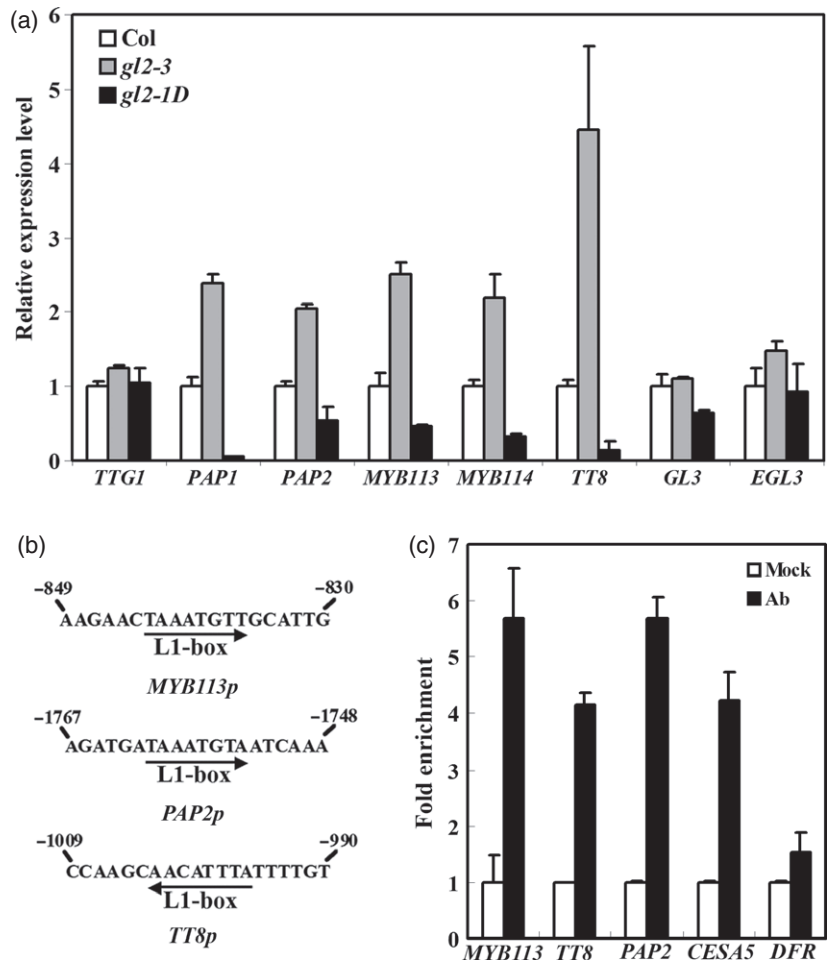 (a)
Relative expression level
6
5
4
3
2
1
0
Col
gl2-3
gl2-1D
TTG1 PAP1 PAP2 MYB113 MYB114 TT8 GL3 EGL3
(b)
−849 −830
AAGAACTAAATGTTGCATTG
L1-box
MYB113p
−1767 −1748
AGATGATAAATGTAATCAAA
L1-box
PAP2p
−1009 −990
CCAAGCAACATTTATTTTGT
L1-box
TT8p
(c)
Fold enrichment
7
6
5
4
3
2
1
0
Mock
Ab
MYB113 TT8 PAP2 CESA5 DFR